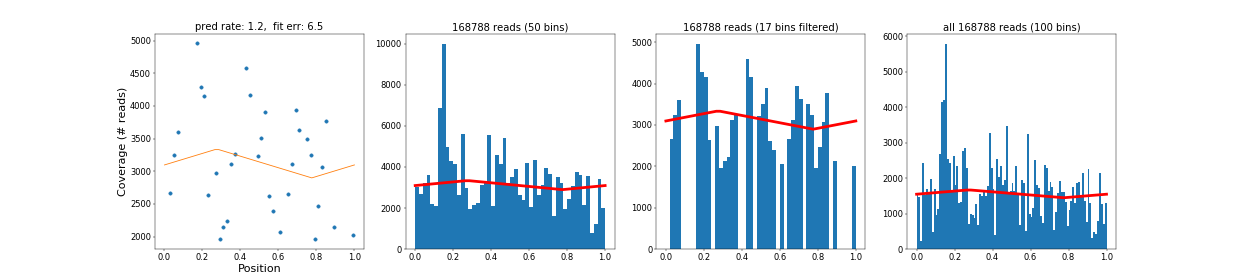 pred rate: 1.2,  fit err: 6.5
Coverage (# reads)
5000
4500
4000
3500
3000
2500
2000
0.0 0.2 0.4 0.6 0.8 1.0
Position
168788 reads (50 bins)
10000
8000
6000
4000
2000
0
0.0 0.2 0.4 0.6 0.8 1.0
168788 reads (17 bins filtered)
5000
4000
3000
2000
1000
0
0.0 0.2 0.4 0.6 0.8 1.0
all 168788 reads (100 bins)
6000
5000
4000
3000
2000
1000
0
0.0 0.2 0.4 0.6 0.8 1.0